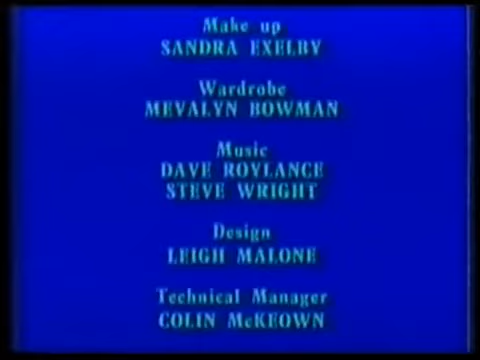 Make up
SANDRA EXELBY
Wardrobe
MEVALYN BOWMAN
Music
DAVE ROYLANCE
STEVE WRIGHT
Design
LEIGH MALONE
Technical Manager
COLIN McKEOWN